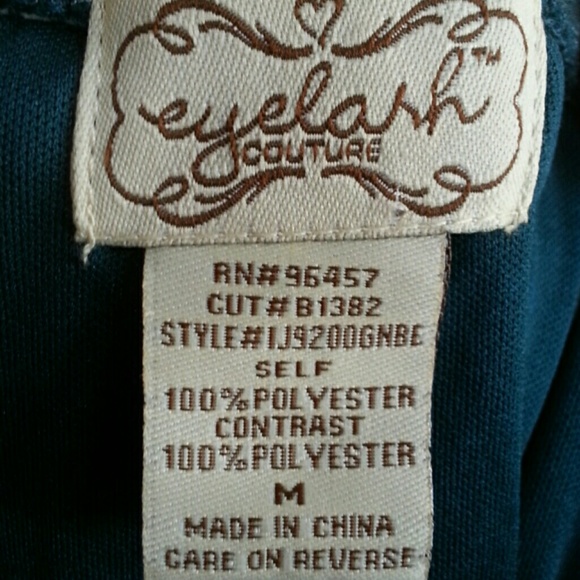 eyelash™
COUTURE
RN#96457
CUT#B1382
STYLE#IJ9200GNBE
SELF
100%POLYESTER
CONTRAST
100%POLYESTER
M
MADE IN CHINA
CARE ON REVERSE